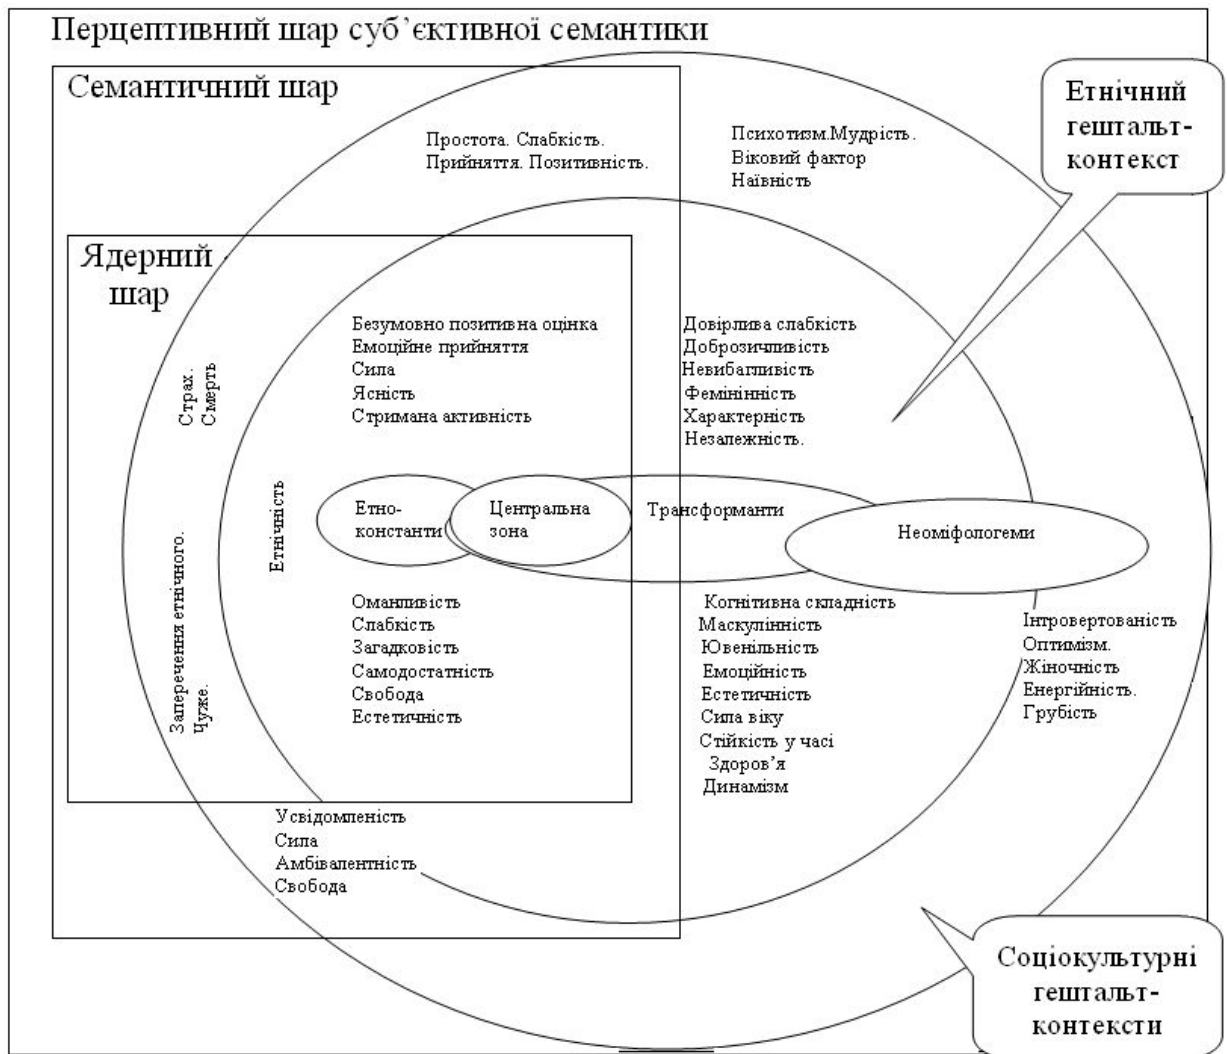 Перцептивний шар суб’єктивної семантики
Семантичний шар
Етнічний
гештальт-
контекст
Простота. Слабкість.
Прийняття. Позитивність.
Психотизм.Мудрість.
Віковий фактор
Наївність
Ядерний
шар
Безумовно позитивна оцінка
Емоційне прийняття
Сила
Ясність
Стримана активність
Довірлива слабкість
Доброзичливість
Невибагливість
Фемінінність
Характерність
Незалежність.
Страх.
Смерть
Етнічність
Етно-
константи
Центральна
зона
Трансформанти
Неоміфологеми
Заперечення етнічного.
Чуже.
Оманливість
Слабкість
Загадковість
Самодостатність
Свобода
Естетичність
Когнітивна складність
Маскулінність
Ювенільність
Емоційність
Естетичність
Сила віку
Стійкість у часі
Здоров’я
Динамізм
Інтровертованість
Оптимізм.
Жіночність
Енергійність.
Грубість
Усвідомленість
Сила
Амбівалентність
Свобода
Соціокультурні
гештальт-
контексти